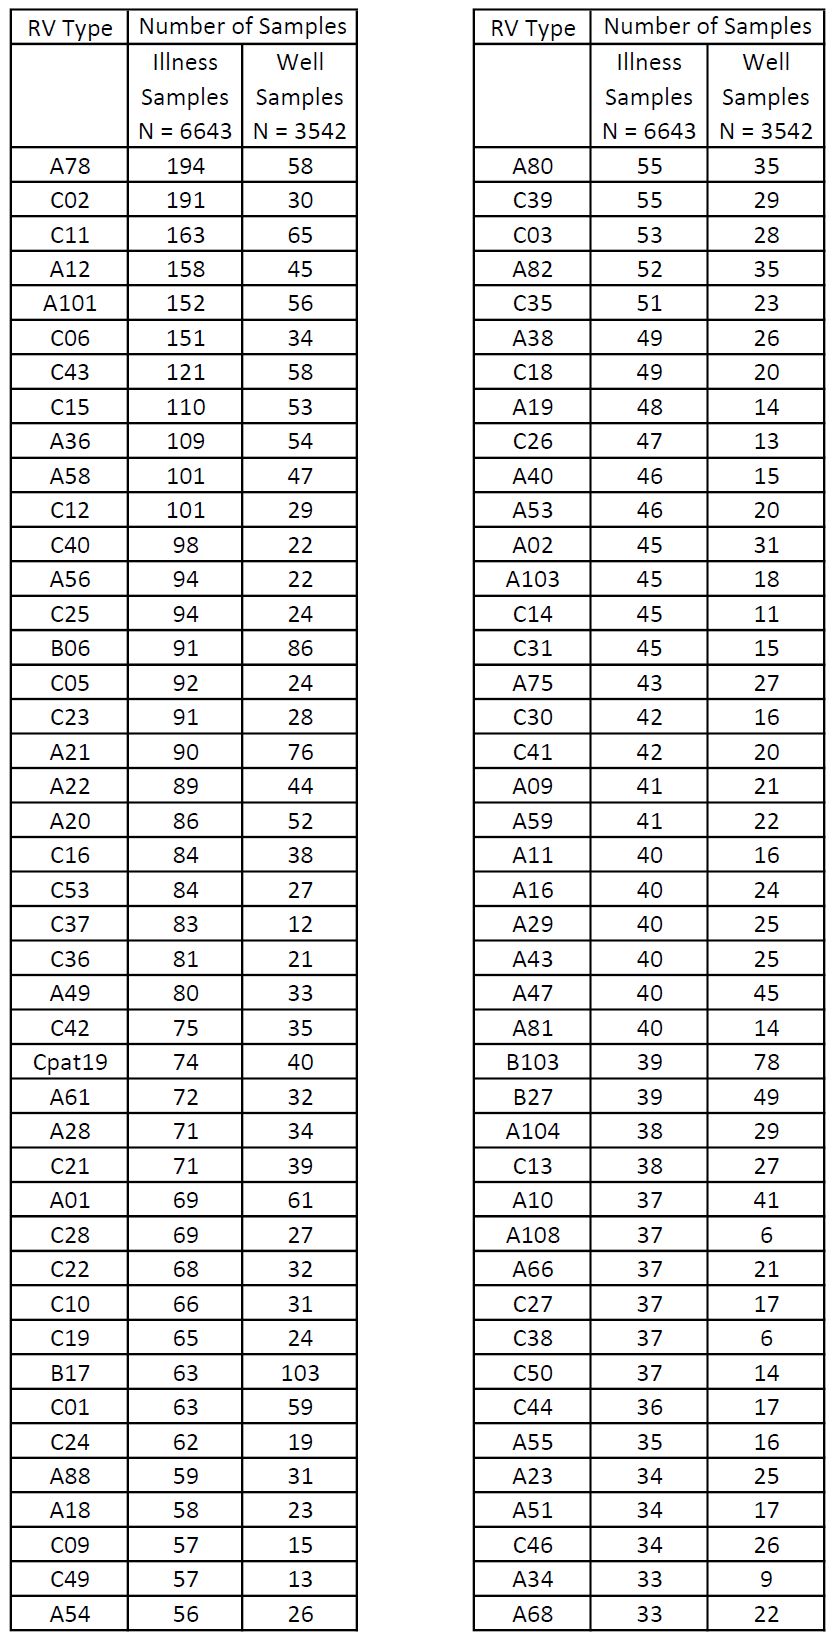 RV Type Number of Samples
Illness Well
Samples Samples
N = 6643 N = 3542
A78 194 58
C02 191 30
C11 163 65
A12 158 45
A101 152 56
C06 151 34
C43 121 58
C15 110 53
A36 109 54
A58 101 47
C12 101 29
C40 98 22
A56 94 22
C25 94 24
B06 91 86
C05 92 24
C23 91 28
A21 90 76
A22 89 44
A20 86 52
C16 84 38
C53 84 27
C37 83 12
C36 81 21
A49 80 33
C42 75 35
Cpat19 74 40
A61 72 32
A28 71 34
C21 71 39
A01 69 61
C28 69 27
C22 68 32
C10 66 31
C19 65 24
B17 63 103
C01 63 59
C24 62 19
A88 59 31
A18 58 23
C09 57 15
C49 57 13
A54 56 26
RV Type Number of Samples
Illness Well
Samples Samples
N = 6643 N = 3542
A80 55 35
C39 55 29
C03 53 28
A82 52 35
C35 51 23
A38 49 26
C18 49 20
A19 48 14
C26 47 13
A40 46 15
A53 46 20
A02 45 31
A103 45 18
C14 45 11
C31 45 15
A75 43 27
C30 42 16
C41 42 20
A09 41 21
A59 41 22
A11 40 16
A16 40 24
A29 40 25
A43 40 25
A47 40 45
A81 40 14
B103 39 78
B27 39 49
A104 38 29
C13 38 27
A10 37 41
A108 37 6
A66 37 21
C27 37 17
C38 37 6
C50 37 14
C44 36 17
A55 35 16
A23 34 25
A51 34 17
C46 34 26
A34 33 9
A68 33 22